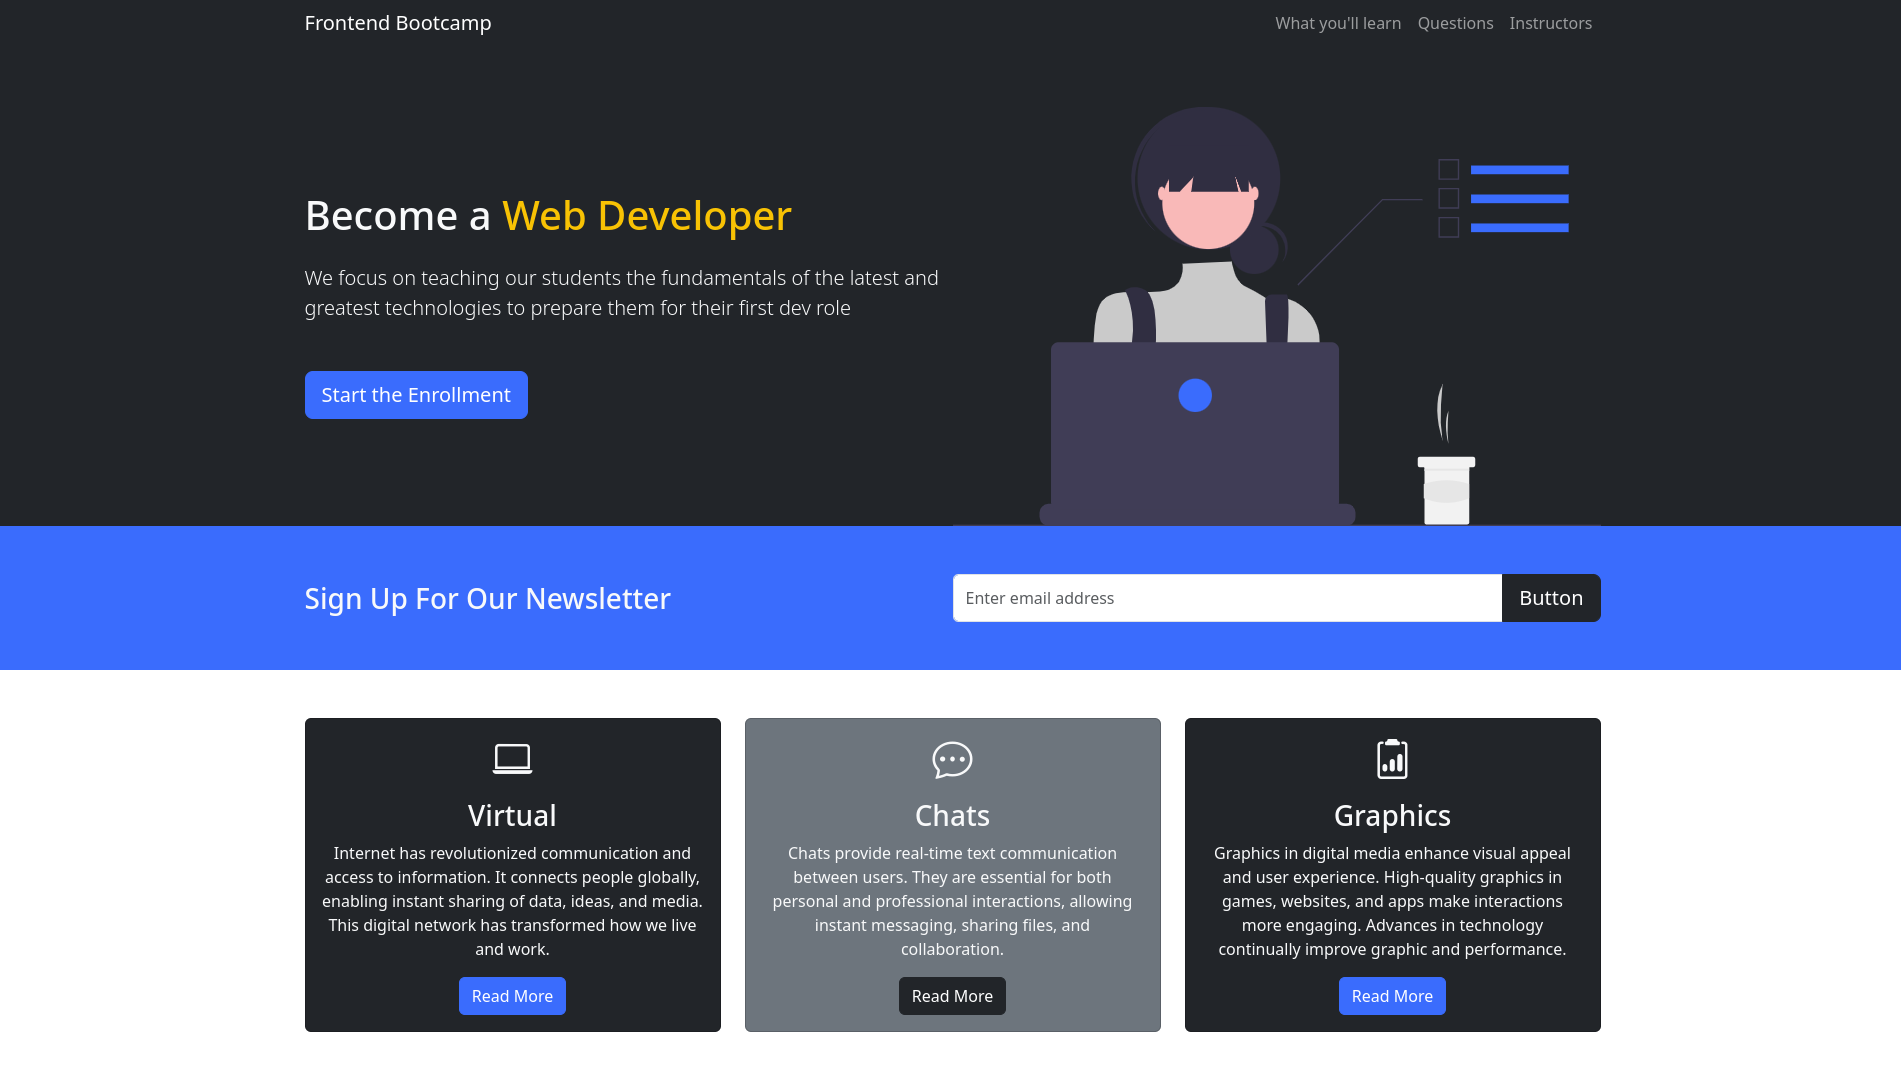 Frontend Bootcamp
What you'll learn Questions Instructors
Become a Web Developer
We focus on teaching our students the fundamentals of the latest and
greatest technologies to prepare them for their first dev role
Start the Enrollment
Sign Up For Our Newsletter
Enter email address
Button
Virtual
Internet has revolutionized communication and
access to information. It connects people globally,
enabling instant sharing of data, ideas, and media.
This digital network has transformed how we live
and work.
Read More
Chats
Chats provide real-time text communication
between users. They are essential for both
personal and professional interactions, allowing
instant messaging, sharing files, and
collaboration.
Read More
Graphics
Graphics in digital media enhance visual appeal
and user experience. High-quality graphics in
games, websites, and apps make interactions
more engaging. Advances in technology
continually improve graphic and performance.
Read More